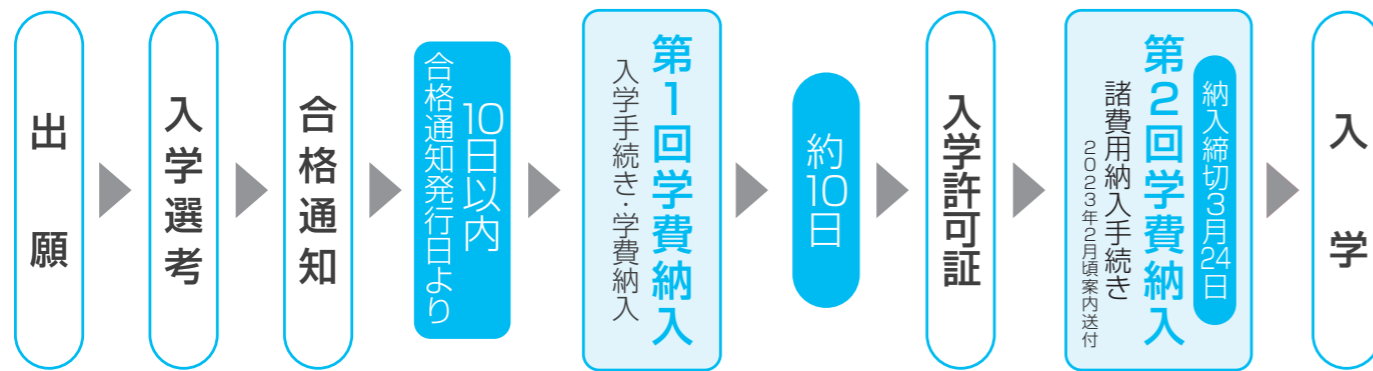 出願
入学選考
合格通知
10日以内
合格通知発行日より
第1回学費納入
入学手続き・学費納入
約10日
入学許可証
納入締切3月24日
第2回学費納入
諸費用納入手続き
2023年2月頃案内送付
入学